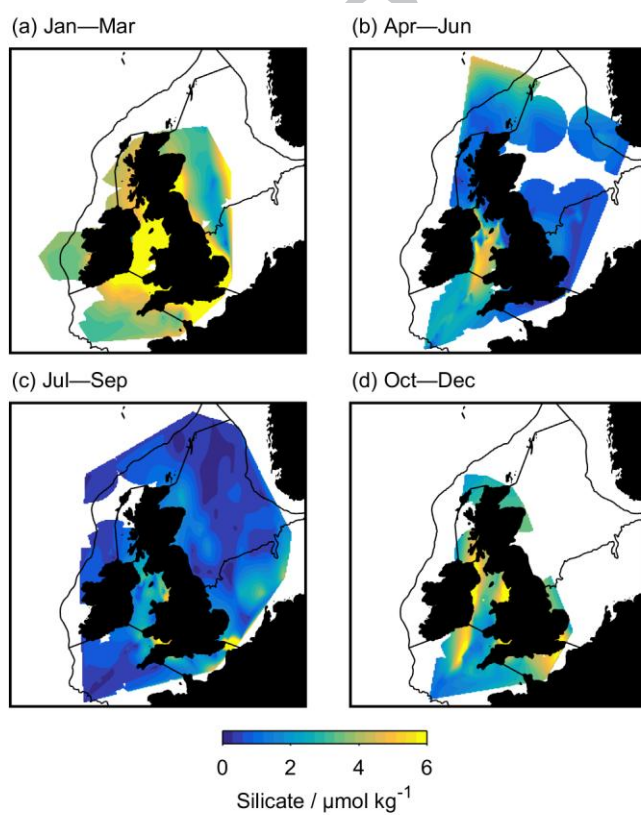 (a) Jan—Mar
(b) Apr—Jun
(c) Jul—Sep
(d) Oct—Dec
0 2 4 6
Silicate / μmol kg⁻¹